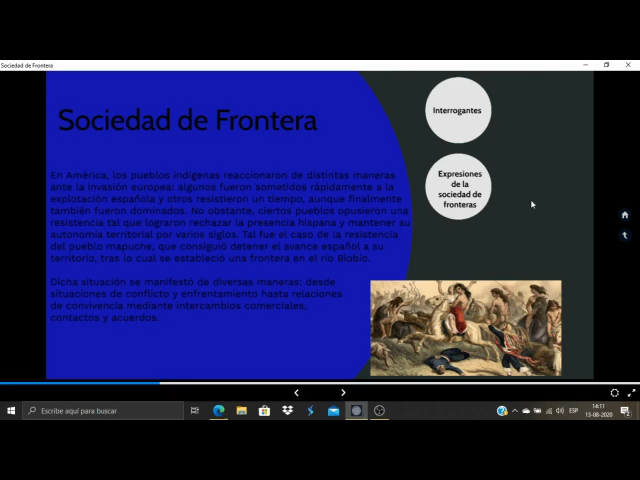 Sociedad de Frontera
Sociedad de Frontera
En América, los pueblos indígenas reaccionaron de distintas maneras
ante la invasión europea: algunos fueron sometidos rápidamente a la
explotación española y otros resistieron un tiempo, aunque finalmente
también fueron dominados. No obstante, ciertos pueblos opusieron una
resistencia tal que lograron rechazar la presencia hispana y mantener su
autonomía territorial por varios siglos. Tal fue el caso de la resistencia
del pueblo mapuche, que consiguió detener el avance español a su
territorio, tras lo cual se estableció una frontera en el río Biobío.
Dicha situación se manifestó de diversas maneras: desde
situaciones de conflicto y enfrentamiento hasta relaciones
de convivencia mediante intercambios comerciales,
contactos y acuerdos.
Interrogantes
Expresiones
de la
sociedad de
fronteras
Escribe aquí para buscar
ESP
14:11
13-08-2020